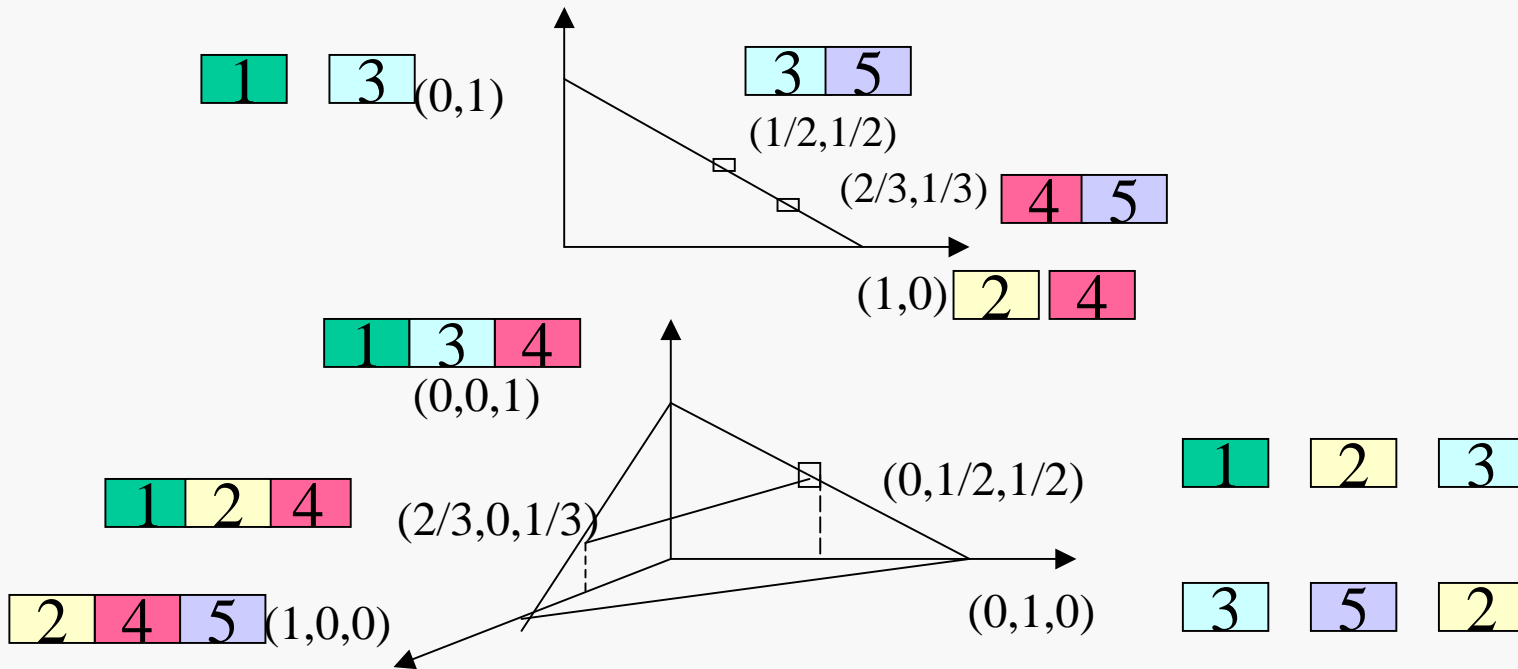 1 3 (0,1)
3 5
(1/2,1/2)
(2/3,1/3) 4 5
(1,0) 2 4
1 3 4
(0,0,1)
(0,1/2,1/2) 1 2 3
1 2 4 (2/3,0,1/3)
(0,1,0) 3 5 2
2 4 5 (1,0,0)